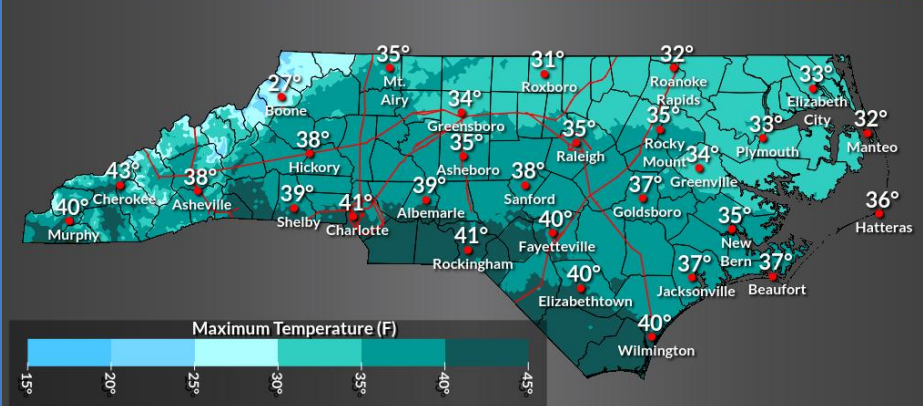 35°
Mt.
Airy
31°
Roxboro
32°
Roanoke
Rapids
27°
Boone
33°
Elizabeth
City
34°
Greensboro
35°
Raleigh
35°
Rocky
Mount
33°
Plymouth
32°
Manteo
38°
Hickory
35°
Asheboro
34°
Greenville
43°
Cherokee
38°
Asheville
39°
Shelby
41°
Charlotte
39°
Albemarle
38°
Sanford
37°
Goldsboro
40°
Murphy
36°
Hatteras
40°
Fayetteville
35°
New
Bern
41°
Rockingham
40°
Elizabethtown
37°
Jacksonville
37°
Beaufort
40°
Wilmington
Maximum Temperature (F)
15°
20°
25°
30°
35°
40°
45°